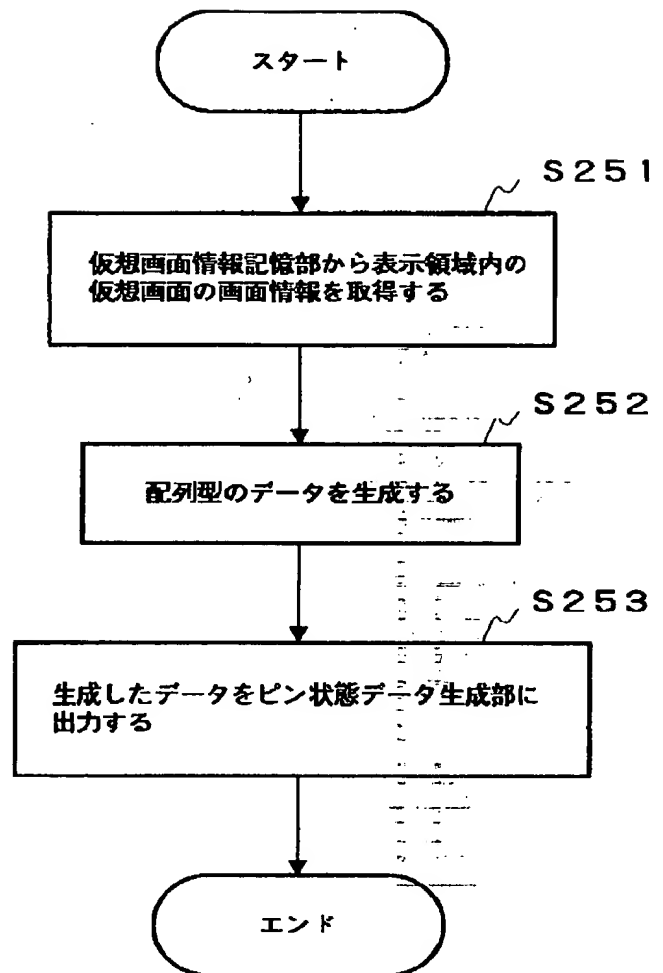 スタート
S251
仮想画面情報記憶部から表示領域内の
仮想画面の画面情報を取得する
S252
配列型のデータを生成する
S253
生成したデータをピン状態データ生成部に
出力する
エンド